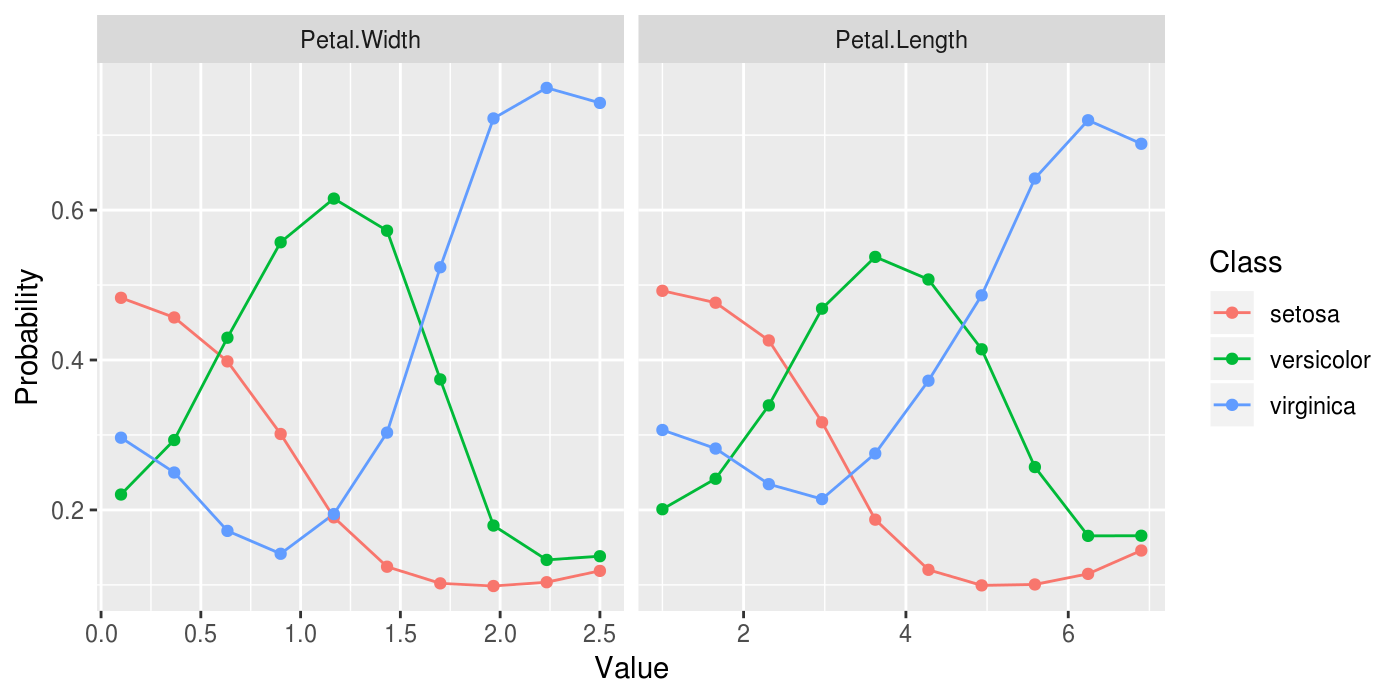 Petal.Width
Petal.Length
Probability
0.6
0.4
0.2
0.0 0.5 1.0 1.5 2.0 2.5
2 4 6
Value
Class
setosa
versicolor
virginica